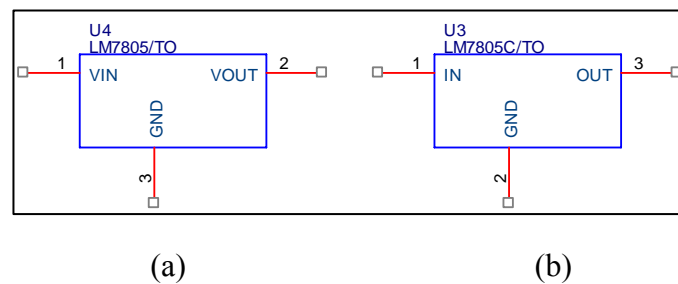 U4
LM7805/TO
1
VIN
VOUT
2
GND
3
U3
LM7805C/TO
1
IN
OUT
3
GND
2
(a)
(b)